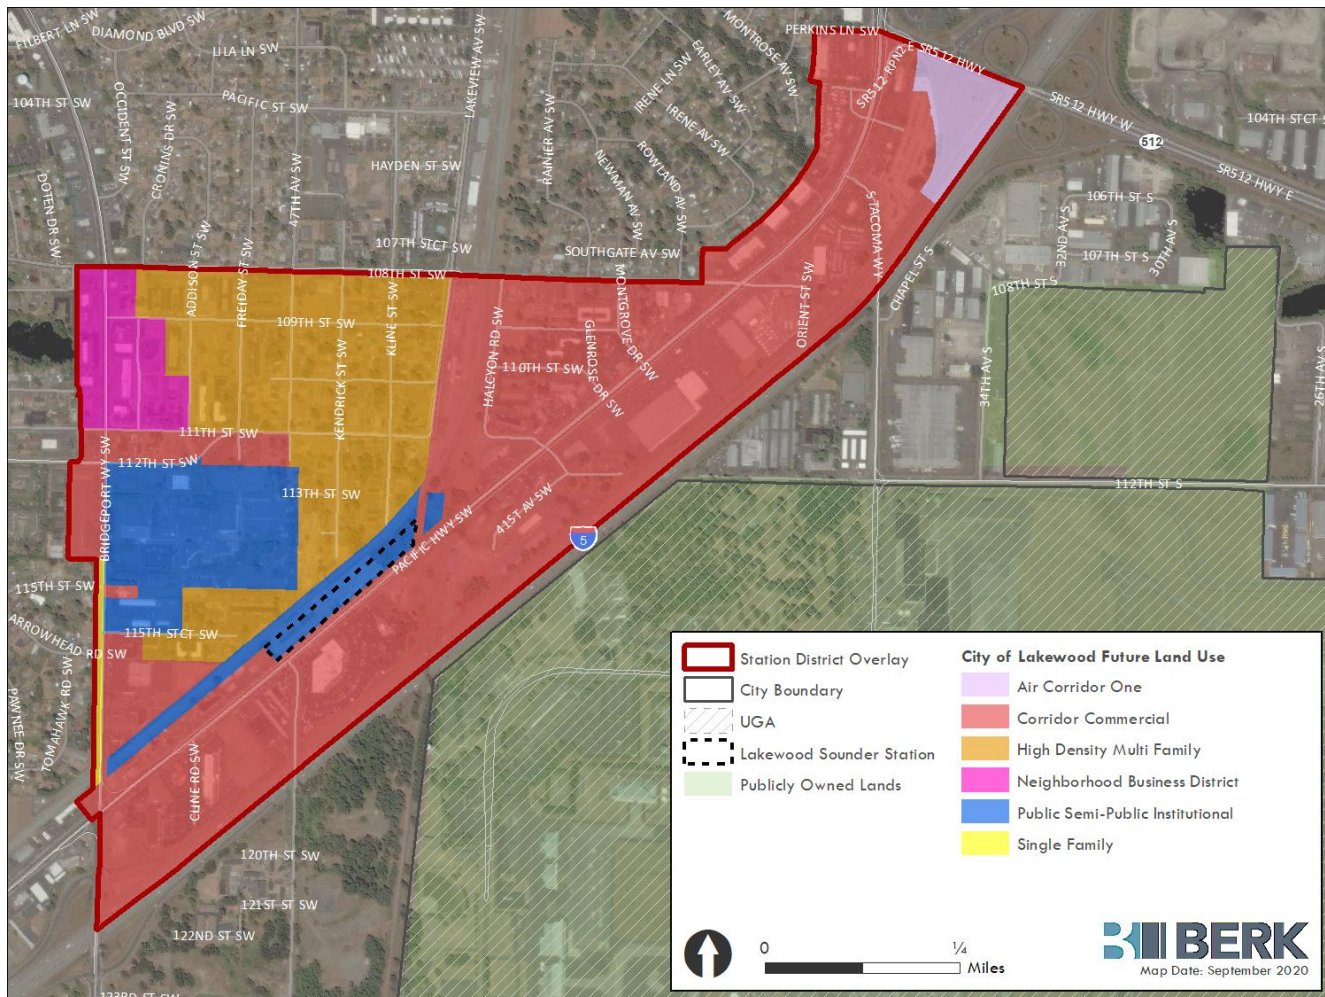 FILBERT LN SW
DIAMOND BLVD SW
LILA LN SW
LAKEVIEW AV SW
MONTROSE AV SW
EARLEY AV SW
IRENE LN SW
PERKINS LN SW
SR512 RPN2 E
SR512 HWY
104TH ST SW
OCCIDENT ST SW
PACIFIC ST SW
CRONINS DR SW
RAINIER AV SW
IRENE AV SW
SR512 HWY W
104TH STCT S
512
HAYDEN ST SW
47TH AV SW
NEWMAN AV SW
ROWLAND AV SW
SR512 HWY E
DOTEN DR SW
106TH ST S
32ND AV S
30TH AV S
107TH ST S
ADDISON ST SW
FREIDAY ST SW
107TH STCT SW
SOUTHGATE AV SW
S TACOMA WY
CHAPEL ST S
108TH ST SW
108TH ST S
109TH ST SW
KLINE ST SW
HALCYON RD SW
MONTGROVE DR SW
GLENROSE DR SW
ORIENT ST SW
KENDRICK ST SW
110TH ST SW
34TH AV S
26TH AV S
111TH ST SW
BRIDGEPORT WY SW
112TH ST SW
112TH ST S
113TH ST SW
41ST AV SW
PACIFIC HWY SW
5
115TH ST SW
115TH STCT SW
ARROWHEAD RD SW
TOMAHAWK RD SW
PAWNEE DR SW
CLINE RD SW
120TH ST SW
121ST ST SW
122ND ST SW
123RD ST SW
Station District Overlay
City Boundary
UGA
Lakewood Sounder Station
Publicly Owned Lands
City of Lakewood Future Land Use
Air Corridor One
Corridor Commercial
High Density Multi Family
Neighborhood Business District
Public Semi-Public Institutional
Single Family
0
¼
Miles
BERK
Map Date: September 2020